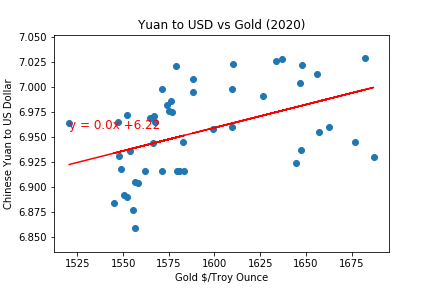 Yuan to USD vs Gold (2020)
7.050
7.025
7.000
6.975
6.950
6.925
6.900
6.875
6.850
Chinese Yuan to US Dollar
y = 0.0x +6.22
1525 1550 1575 1600 1625 1650 1675
Gold $/Troy Ounce